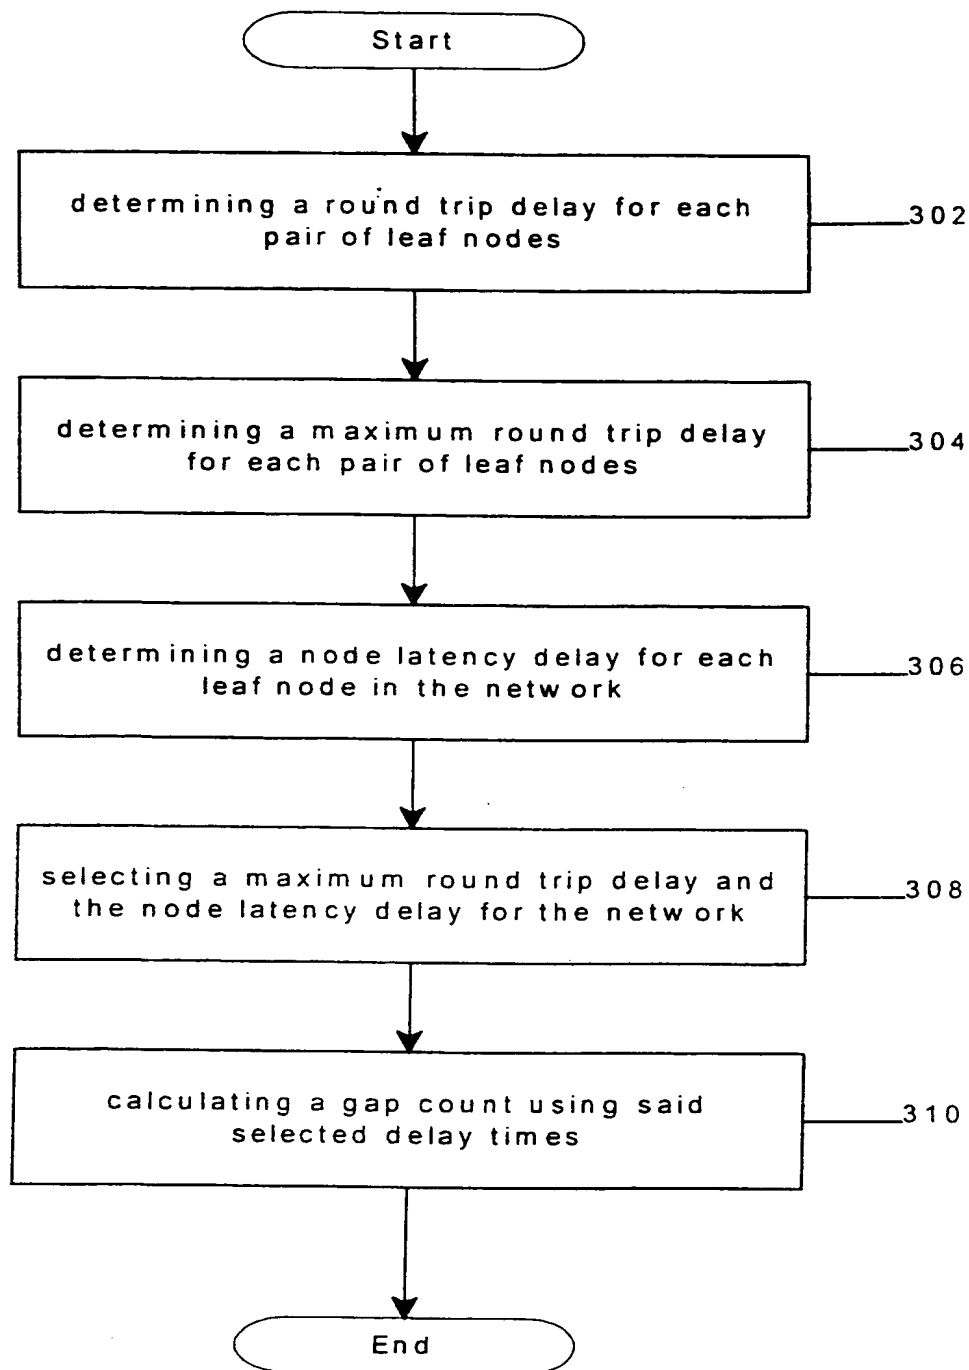 Start
determining a round trip delay for each
pair of leaf nodes
302
determining a maximum round trip delay
for each pair of leaf nodes
304
determining a node latency delay for each
leaf node in the network
306
selecting a maximum round trip delay and
the node latency delay for the network
308
calculating a gap count using said
selected delay times
310
End